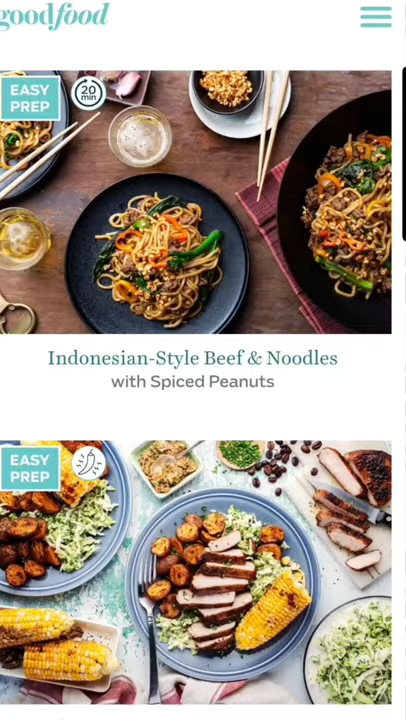 goodfood
EASY
PREP
20
min
Indonesian-Style Beef & Noodles
with Spiced Peanuts
EASY
PREP